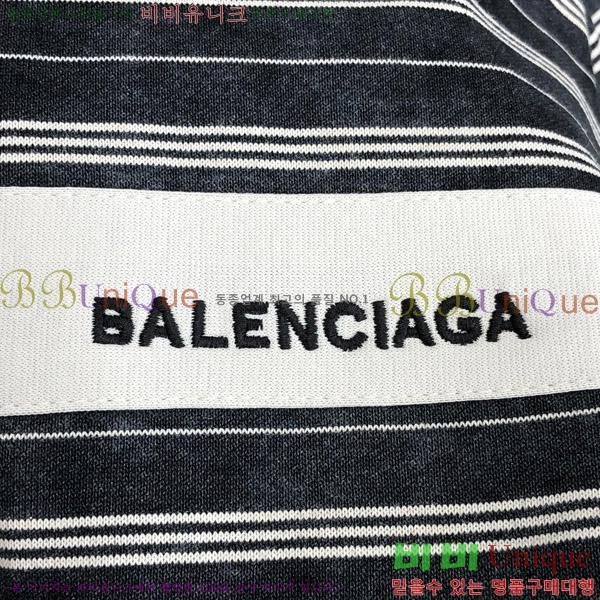 비비유니크
BBUniQue
BBUniQue
동종업계 최고의 품질 NO.1
BALENCIAGA
비비 Unique
믿을수 있는 명품구매대행